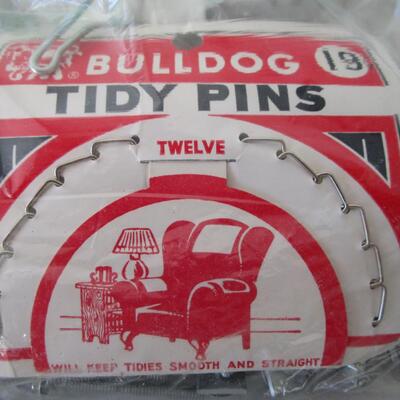 ® BULLDOG 19
TIDY PINS
TWELVE
WILL KEEP TIDIES SMOOTH AND STRAIGHT